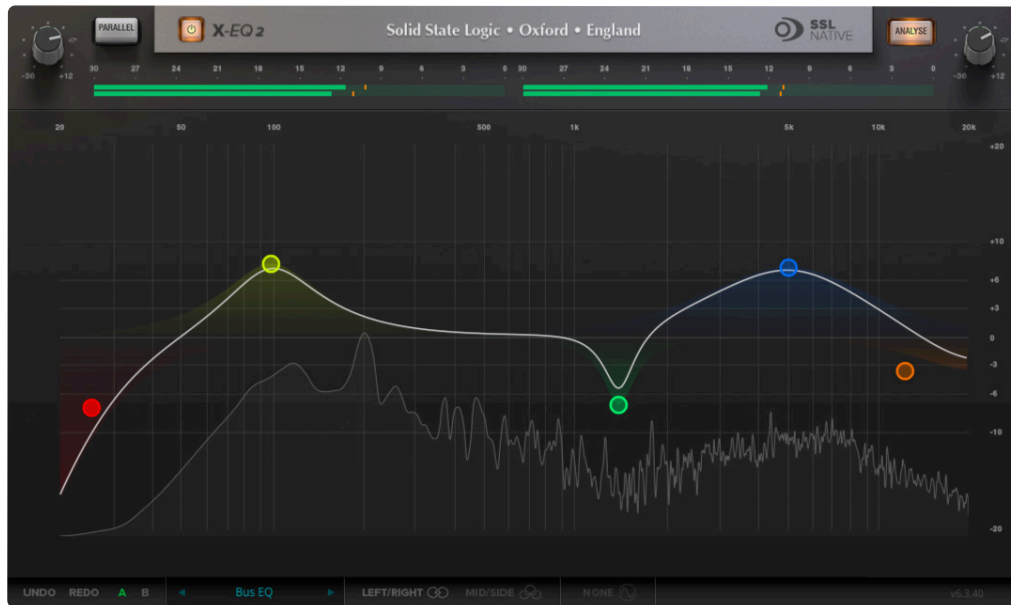 PARALLEL
X-EQ 2
Solid State Logic • Oxford • England
SSL
NATIVE
ANALYSE
-30 +12
30 27 24 21 18 15 12 9 6 3 0
30 27 24 21 18 15 12 9 6 3 0
-30 +12
20 50 100 500 1k 5k 10k 20k
+20
+10
+6
+3
0
-3
-6
-10
-20
UNDO REDO A B Bus EQ LEFT/RIGHT MID/SIDE NONE v6.3.40